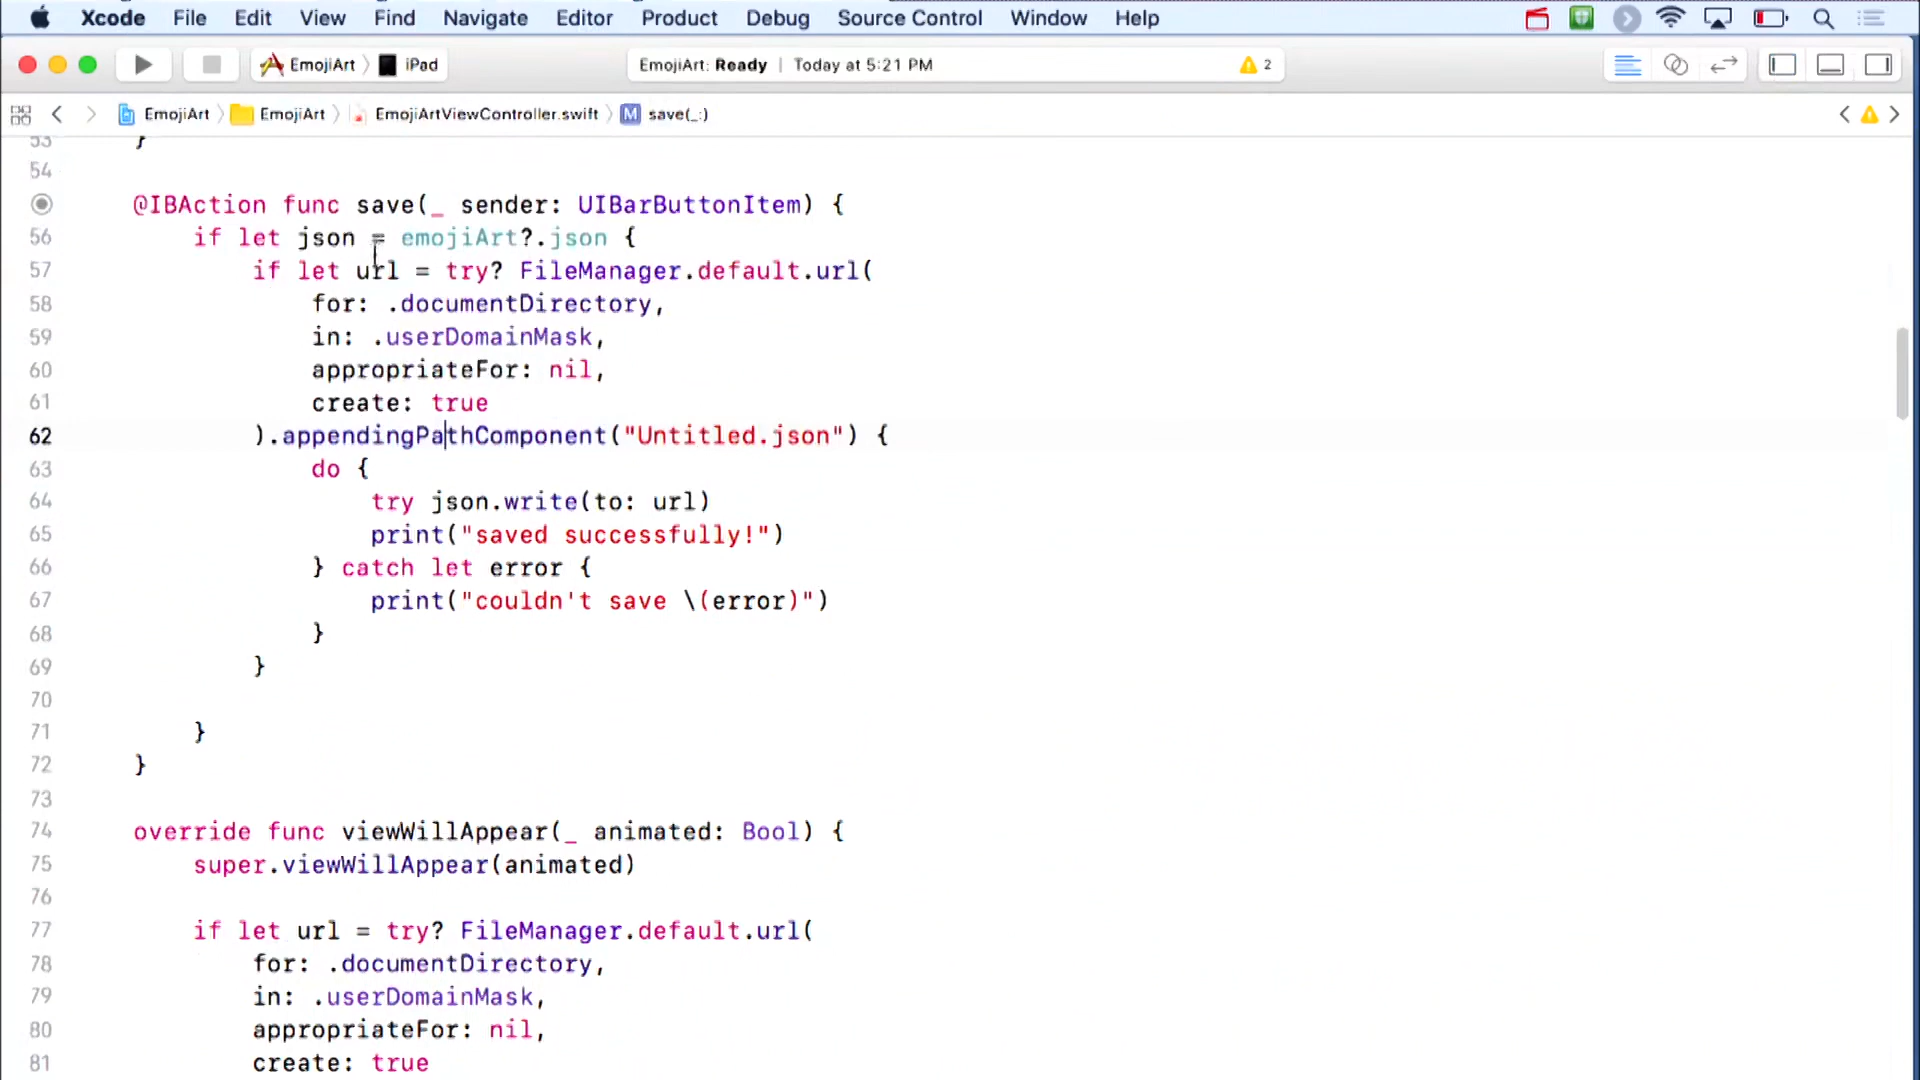 Xcode File Edit View Find Navigate Editor Product Debug Source Control Window Help
EmojiArt iPad EmojiArt: Ready | Today at 5:21 PM 2
EmojiArt EmojiArt EmojiArtViewController.swift M save(_:)
53 }
54
@IBAction func save(_ sender: UIBarButtonItem) {
56 if let json = emojiArt?.json {
57 if let url = try? FileManager.default.url(
58 for: .documentDirectory,
59 in: .userDomainMask,
60 appropriateFor: nil,
61 create: true
62 ).appendingPathComponent("Untitled.json") {
63 do {
64 try json.write(to: url)
65 print("saved successfully!")
66 } catch let error {
67 print("couldn't save \(error)")
68 }
69 }
70
71 }
72 }
73
74 override func viewWillAppear(_ animated: Bool) {
75 super.viewWillAppear(animated)
76
77 if let url = try? FileManager.default.url(
78 for: .documentDirectory,
79 in: .userDomainMask,
80 appropriateFor: nil,
81 create: true